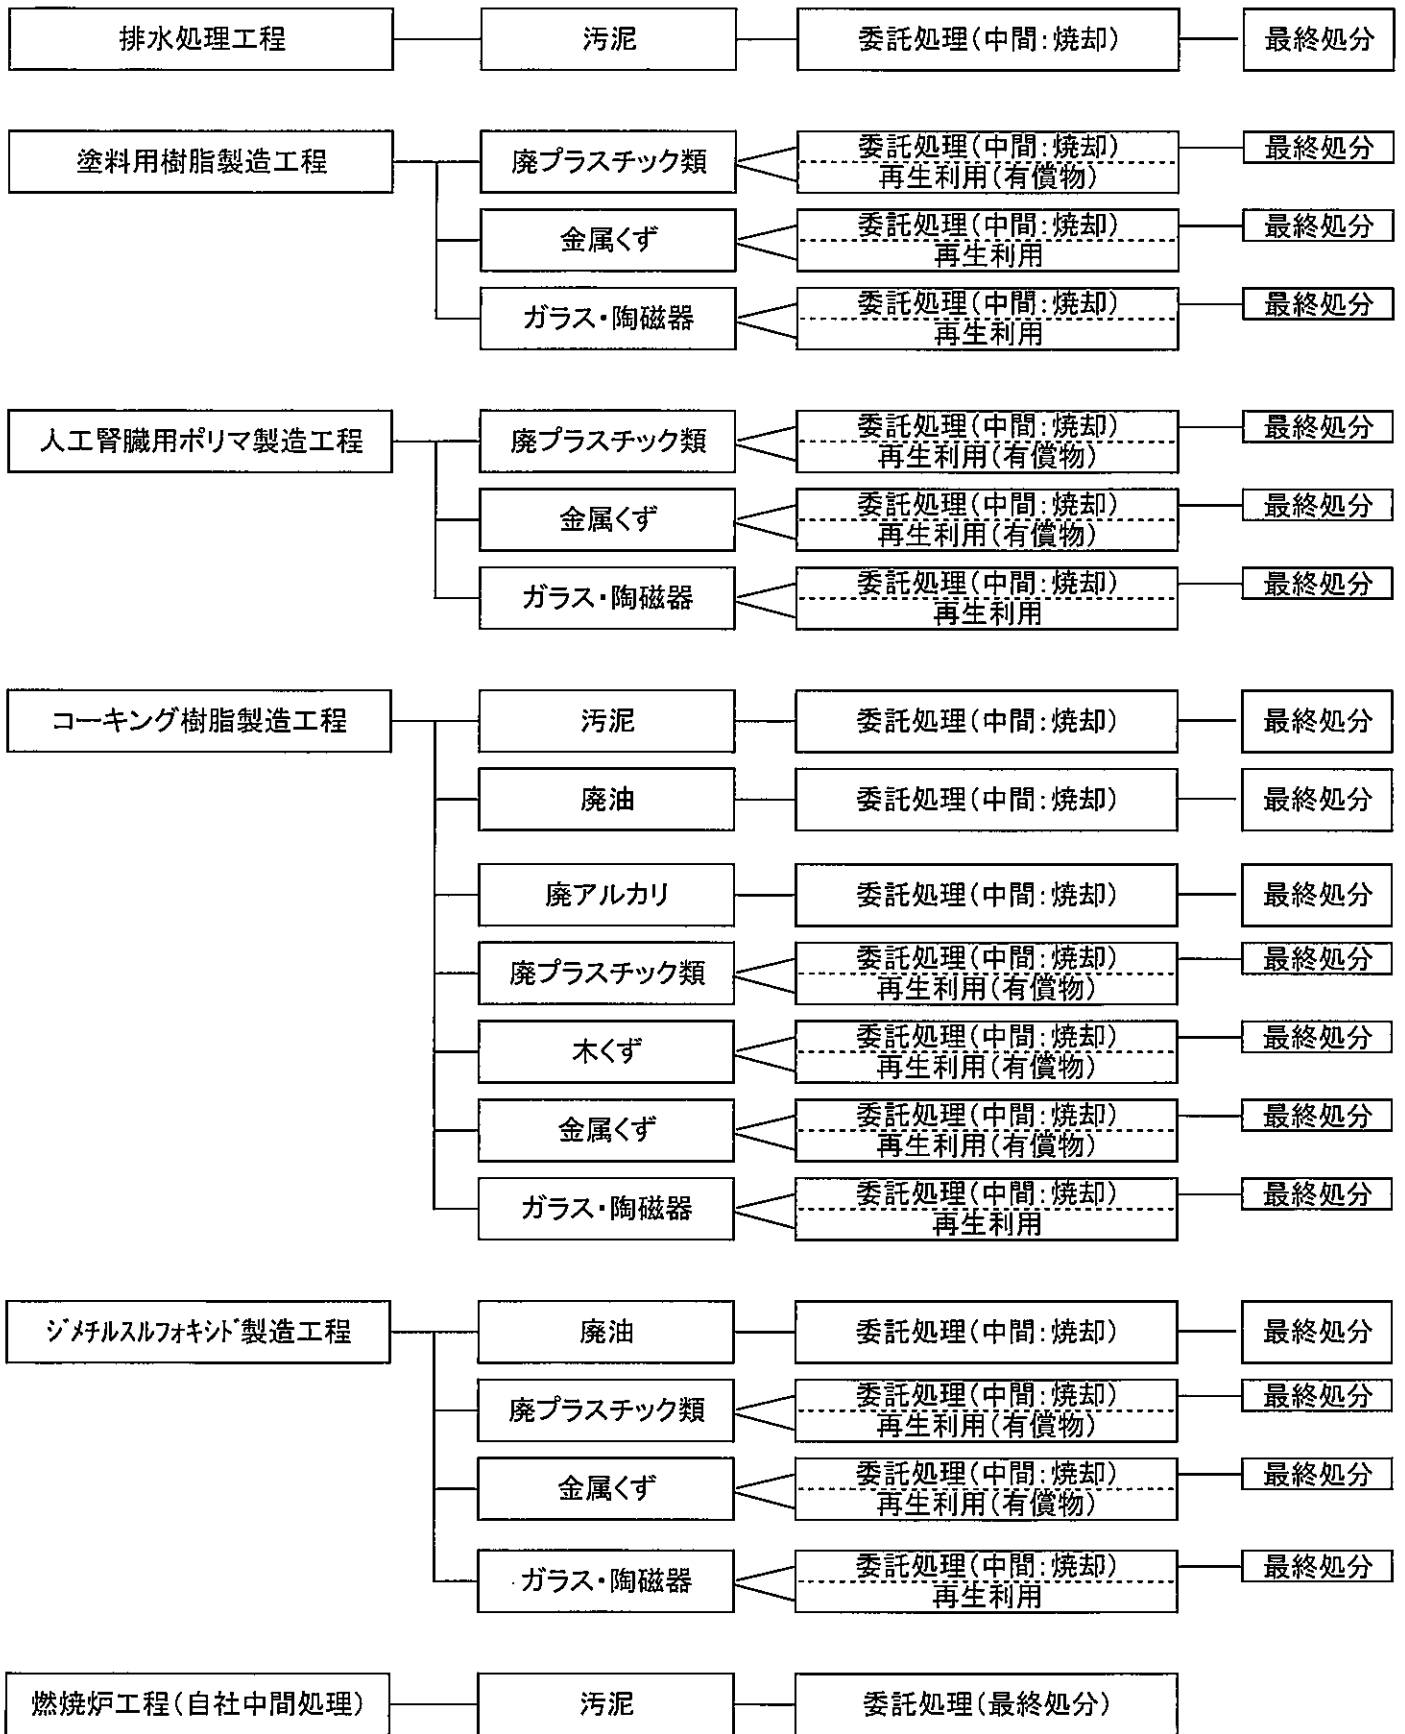 排水処理工程 汚泥 委託処理(中間:焼却) 最終処分
塗料用樹脂製造工程 廃プラスチック類 委託処理(中間:焼却) 最終処分
再生利用(有償物)
金属くず 委託処理(中間:焼却) 最終処分
再生利用
ガラス・陶磁器 委託処理(中間:焼却) 最終処分
再生利用
人工腎臓用ポリマ製造工程 廃プラスチック類 委託処理(中間:焼却) 最終処分
再生利用(有償物)
金属くず 委託処理(中間:焼却) 最終処分
再生利用(有償物)
ガラス・陶磁器 委託処理(中間:焼却) 最終処分
再生利用
コーキング樹脂製造工程 汚泥 委託処理(中間:焼却) 最終処分
廃油 委託処理(中間:焼却) 最終処分
廃アルカリ 委託処理(中間:焼却) 最終処分
廃プラスチック類 委託処理(中間:焼却) 最終処分
再生利用(有償物)
木くず 委託処理(中間:焼却) 最終処分
再生利用(有償物)
金属くず 委託処理(中間:焼却) 最終処分
再生利用(有償物)
ガラス・陶磁器 委託処理(中間:焼却) 最終処分
再生利用
ジメチルスルフォキシド製造工程 廃油 委託処理(中間:焼却) 最終処分
廃プラスチック類 委託処理(中間:焼却) 最終処分
再生利用(有償物)
金属くず 委託処理(中間:焼却) 最終処分
再生利用(有償物)
ガラス・陶磁器 委託処理(中間:焼却) 最終処分
再生利用
燃焼炉工程(自社中間処理) 汚泥 委託処理(最終処分)